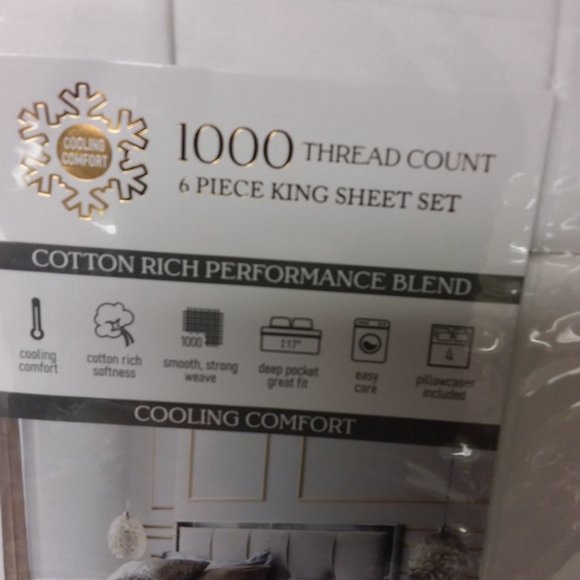 COOLING
COMFORT
1000 THREAD COUNT
6 PIECE KING SHEET SET
COTTON RICH PERFORMANCE BLEND
1000
17"
4
cooling
comfort
cotton rich
softness
smooth, strong
weave
deep pocket
great fit
easy
care
pillowcases
included
COOLING COMFORT